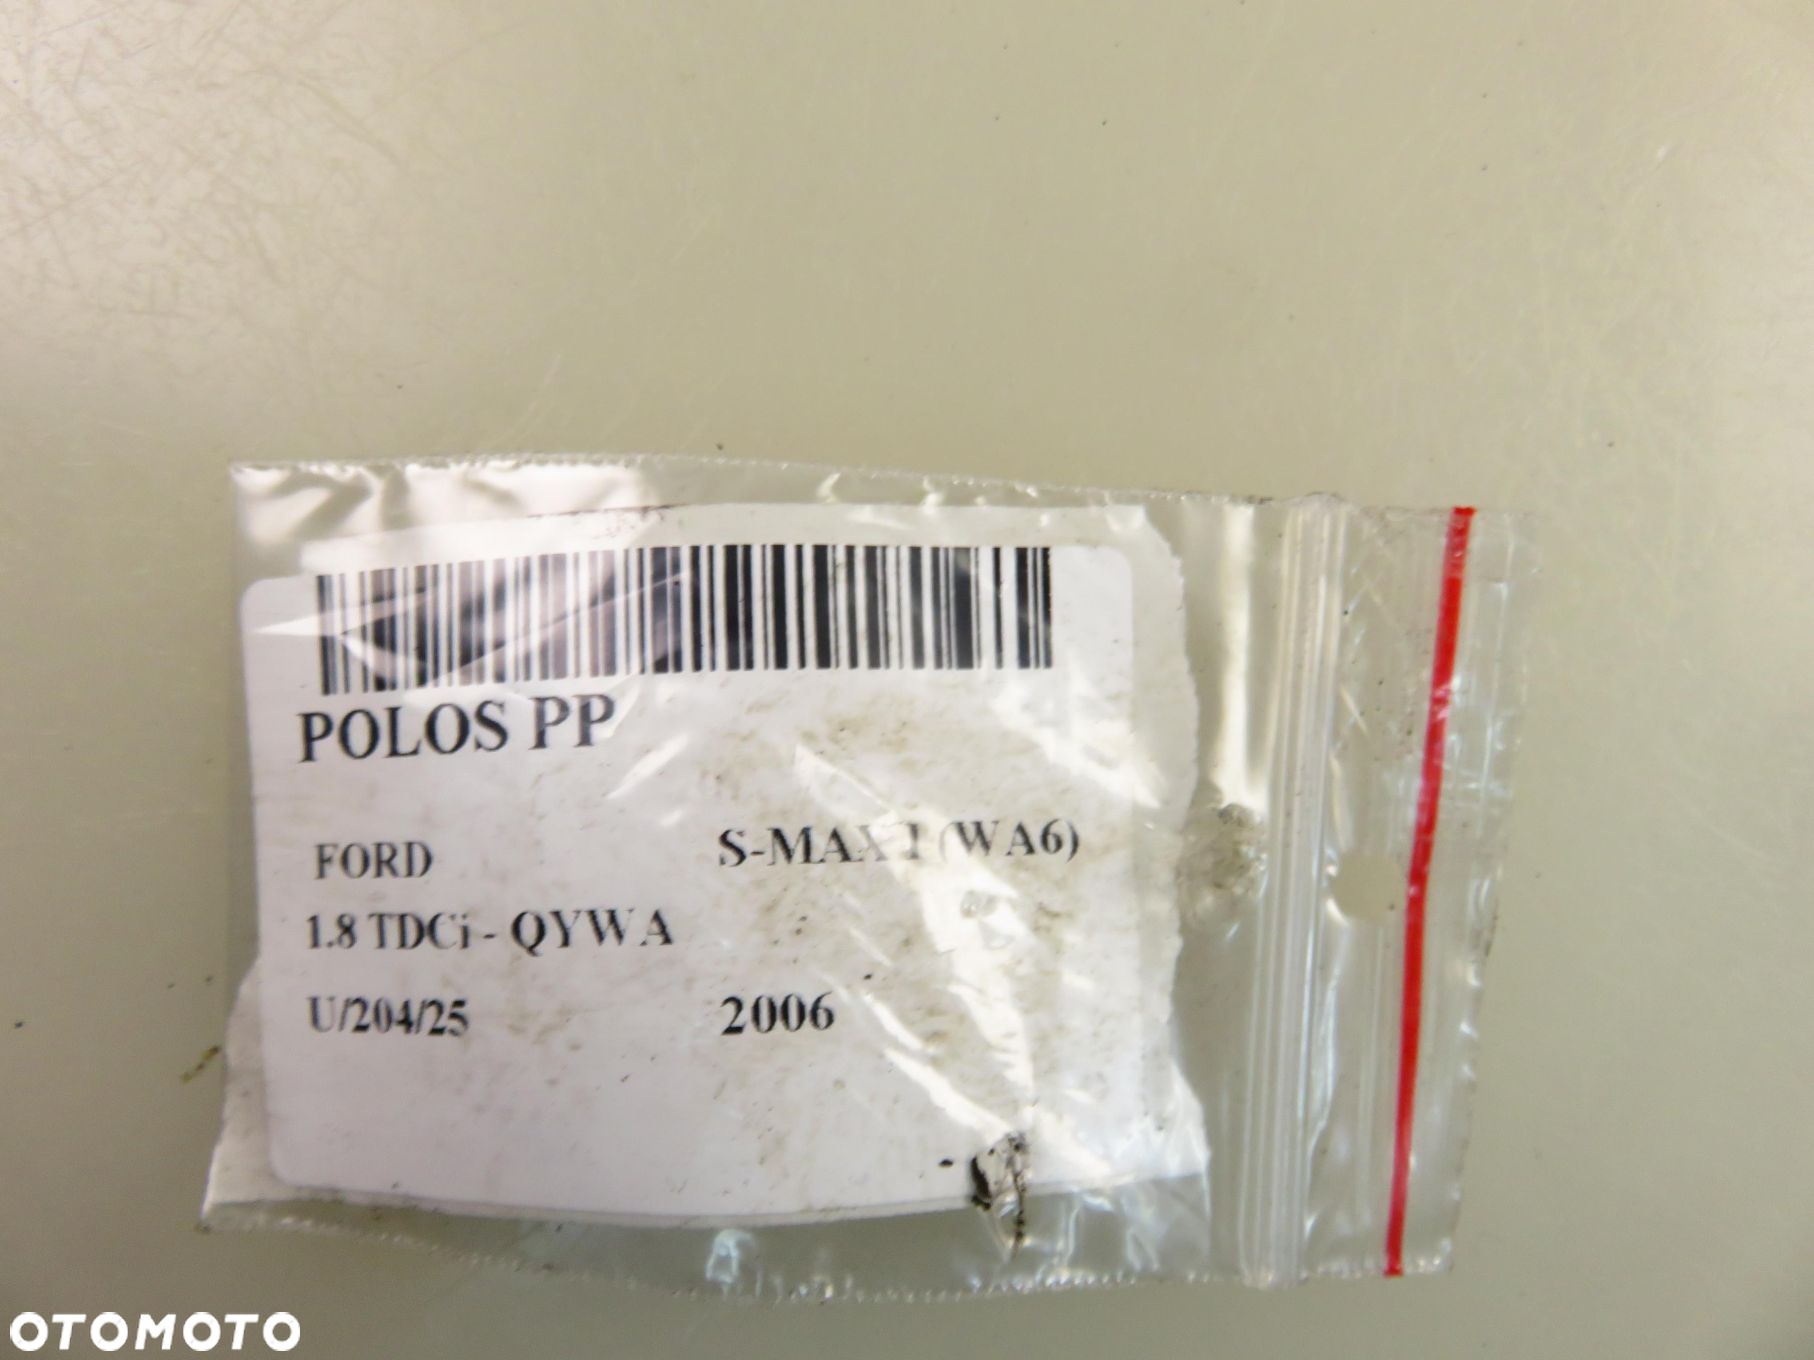 POLOS PP
FORD S-MAX I (WA6)
1.8 TDCi - QYWA
U/204/25 2006
OTOMOTO